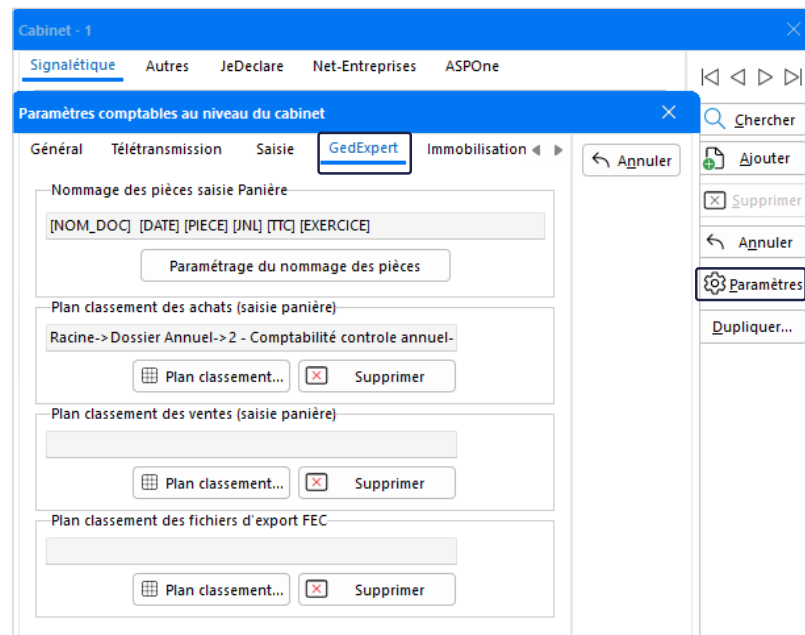 Cabinet - 1
Signalétique Autres JeDeclare Net-Entreprises ASPOne
Paramètres comptables au niveau du cabinet
Général Télétransmission Saisie GedExpert Immobilisation
Annuler
Nommage des pièces saisie Panière
[NOM_DOC] [DATE] [PIECE] [JNL] [TTC] [EXERCICE]
Paramétrage du nommage des pièces
Plan classement des achats (saisie panière)
Racine->Dossier Annuel->2 - Comptabilité controle annuel-
Plan classement... Supprimer
Plan classement des ventes (saisie panière)
Plan classement... Supprimer
Plan classement des fichiers d'export FEC
Plan classement... Supprimer
Chercher
Ajouter
Supprimer
Annuler
Paramètres
Dupliquer...